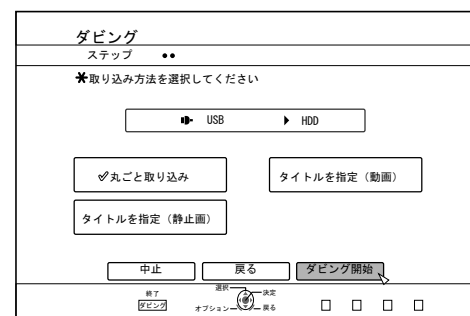 ダビング
ステップ ●●
*取り込み方法を選択してください
USB ▶ HDD
✔丸ごと取り込み
タイトルを指定（動画）
タイトルを指定（静止画）
中止
戻る
ダビング開始
終了
ダビング
選択
決定
オプション
戻る